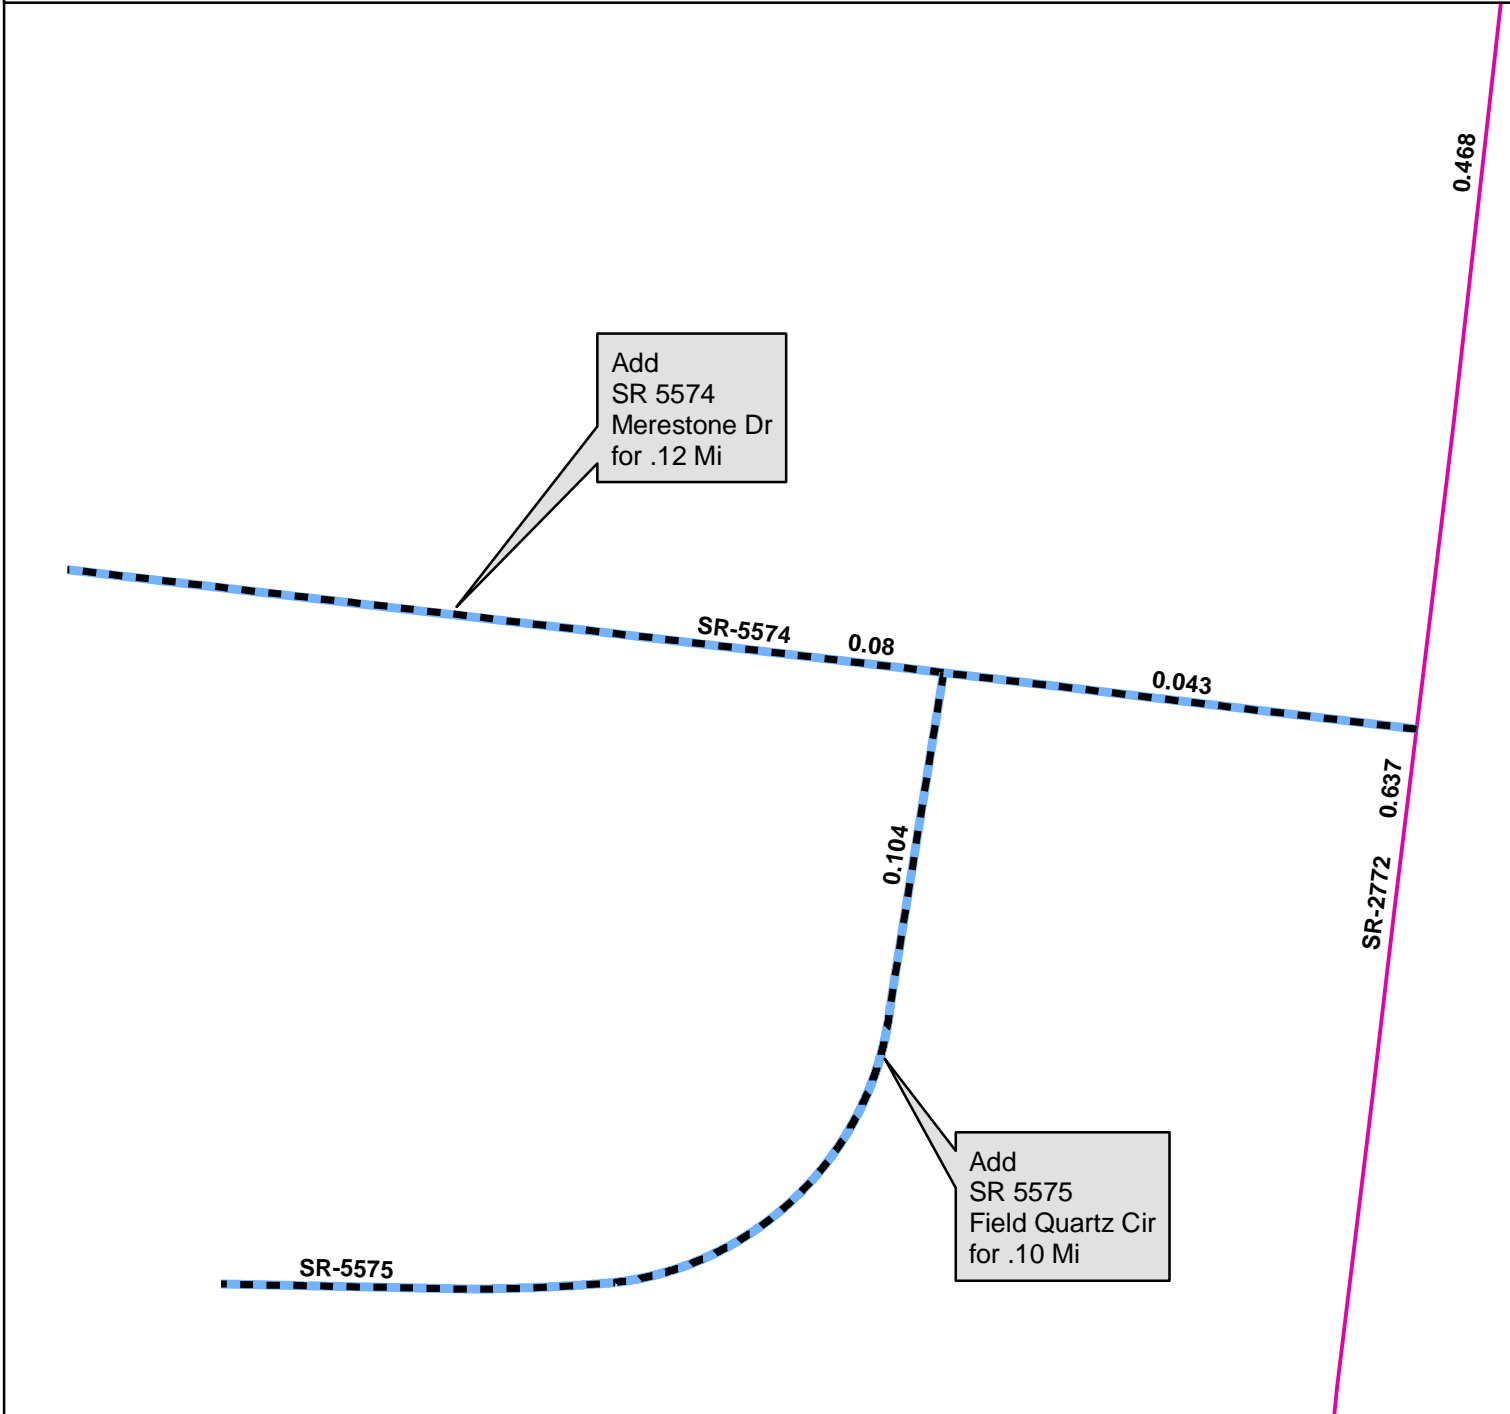 0.468
Add
SR 5574
Merestone Dr
for .12 Mi
SR-5574
0.08
0.043
0.637
0.104
SR-2772
Add
SR 5575
Field Quartz Cir
for .10 Mi
SR-5575